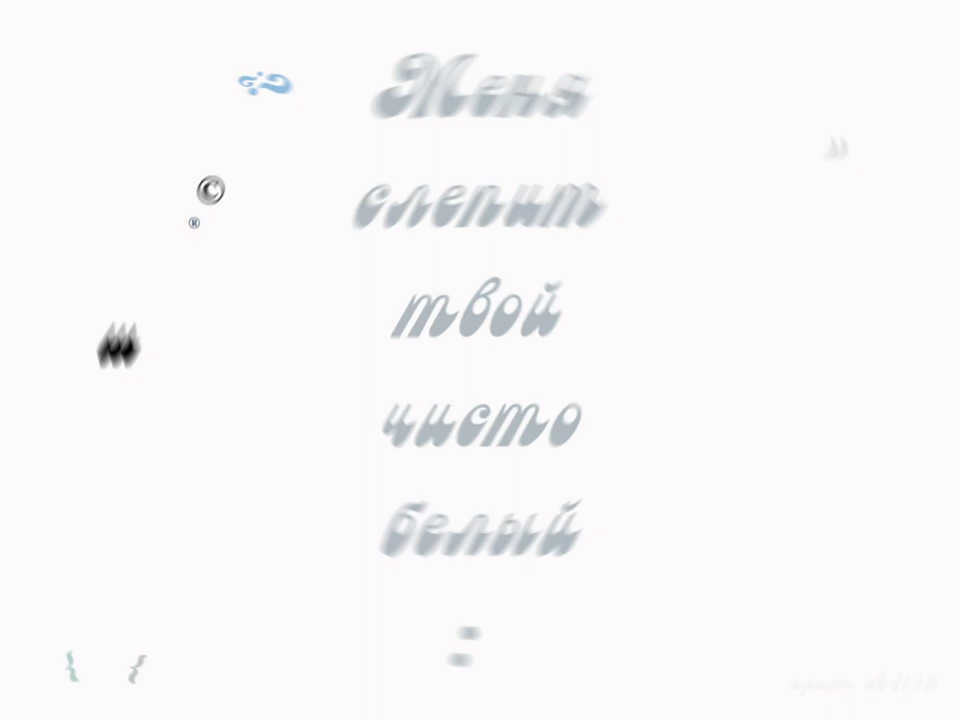 Меня
©
слепит
®
твой
чисто
белый
: